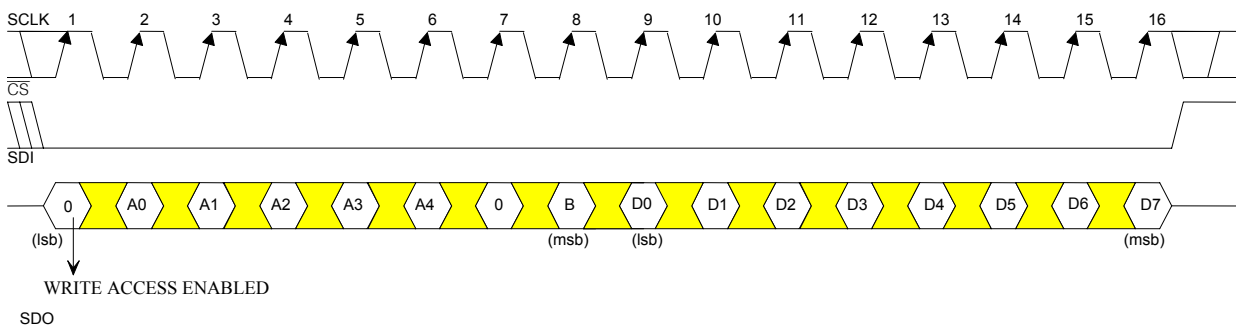 SCLK 1 2 3 4 5 6 7 8 9 10 11 12 13 14 15 16
CS
SDI
0 A0 A1 A2 A3 A4 0 B D0 D1 D2 D3 D4 D5 D6 D7
(lsb) (msb) (lsb) (msb)
WRITE ACCESS ENABLED
SDO